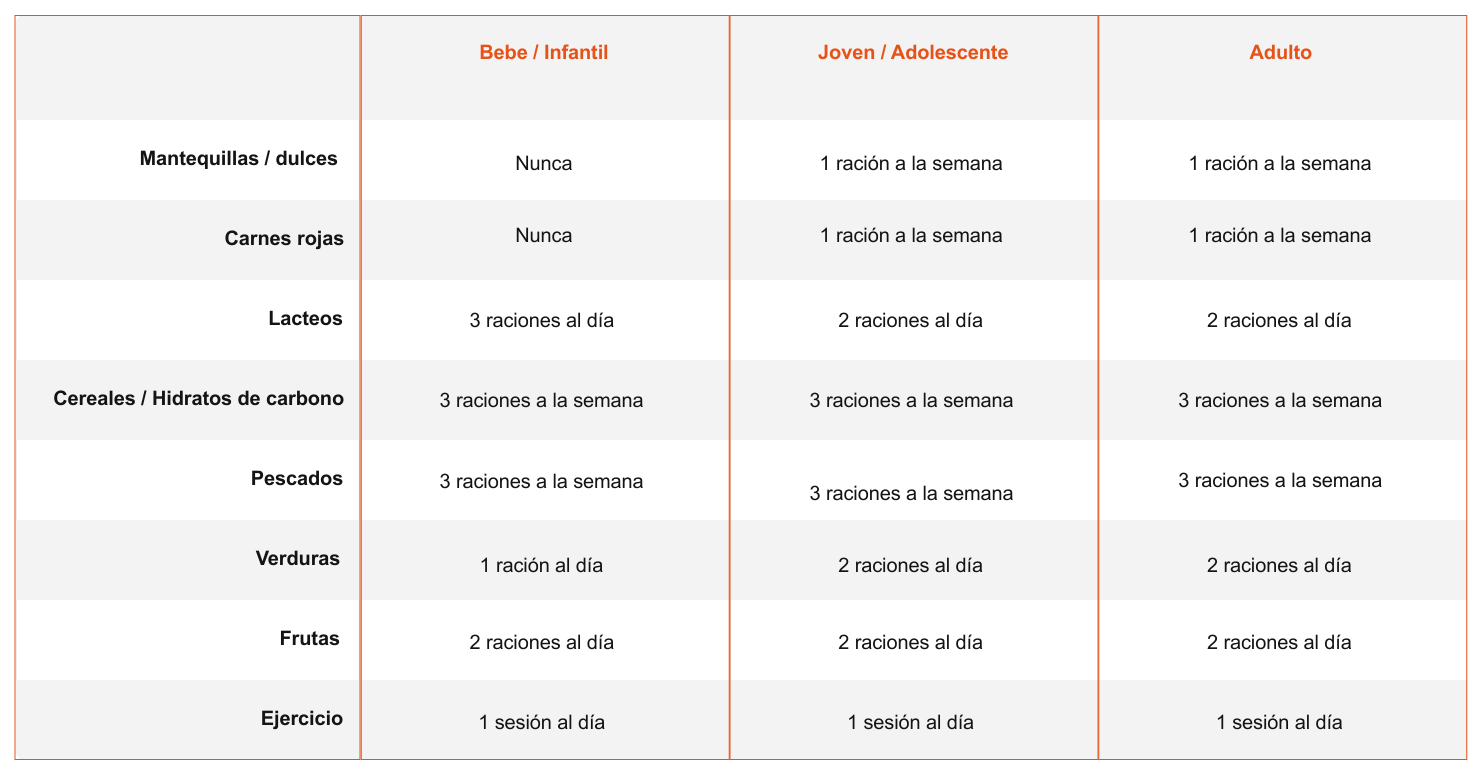 Bebe / Infantil Joven / Adolescente Adulto
Mantequillas / dulces Nunca 1 ración a la semana 1 ración a la semana
Carnes rojas Nunca 1 ración a la semana 1 ración a la semana
Lacteos 3 raciones al día 2 raciones al día 2 raciones al día
Cereales / Hidratos de carbono 3 raciones a la semana 3 raciones a la semana 3 raciones a la semana
Pescados 3 raciones a la semana 3 raciones a la semana 3 raciones a la semana
Verduras 1 ración al día 2 raciones al día 2 raciones al día
Frutas 2 raciones al día 2 raciones al día 2 raciones al día
Ejercicio 1 sesión al día 1 sesión al día 1 sesión al día